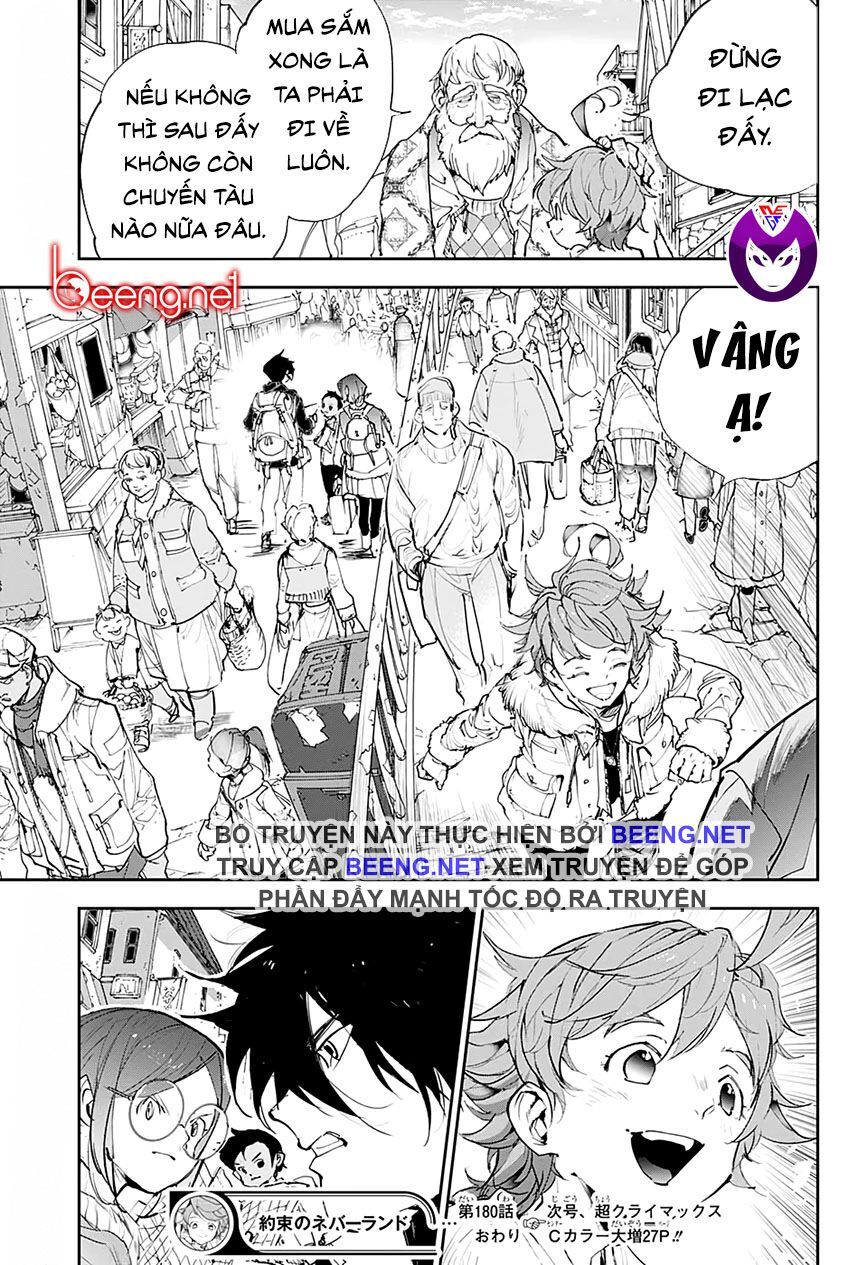 ĐỪNG
ĐI LẠC
ĐẤY.
MUA SẮM
XONG LÀ
TA PHẢI
ĐI VỀ
LUÔN.
NẾU KHÔNG
THÌ SAU ĐẤY
KHÔNG CÒN
CHUYẾN TÀU
NÀO NỮA ĐÂU.
beeng.net
VÂNG
Ạ!
BỘ TRUYỆN NÀY THỰC HIỆN BỞI BEENG.NET
TRUY CẬP BEENG.NET XEM TRUYỆN ĐỂ GÓP
PHẦN ĐẨY MẠNH TỐC ĐỘ RA TRUYỆN
約束のネバーランド…
第180話
おわり
次号、超クライマックス
Cカラー大増27P!!